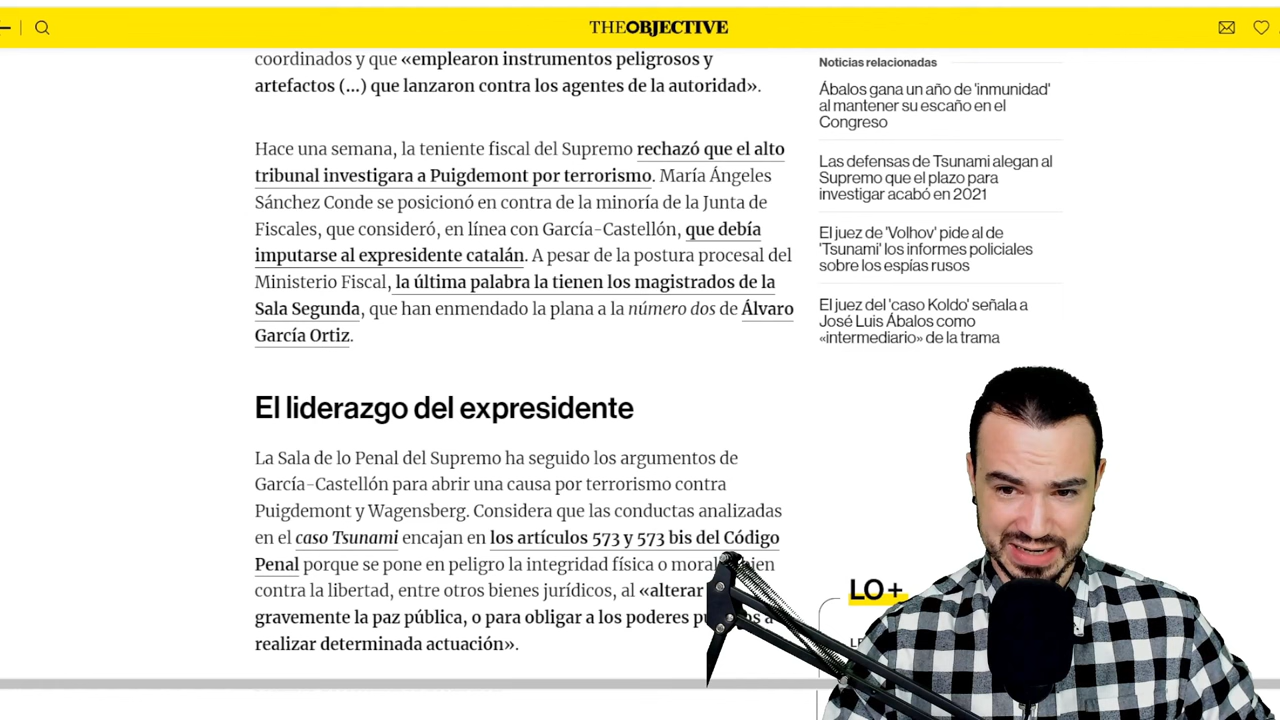 THEOBJECTIVE
coordinados y que «emplearon instrumentos peligrosos y
artefactos (...) que lanzaron contra los agentes de la autoridad».
Hace una semana, la teniente fiscal del Supremo rechazó que el alto
tribunal investigara a Puigdemont por terrorismo. María Ángeles
Sánchez Conde se posicionó en contra de la minoría de la Junta de
Fiscales, que consideró, en línea con García-Castellón, que debía
imputarse al expresidente catalán. A pesar de la postura procesal del
Ministerio Fiscal, la última palabra la tienen los magistrados de la
Sala Segunda, que han enmendado la plana a la número dos de Álvaro
García Ortiz.
El liderazgo del expresidente
La Sala de lo Penal del Supremo ha seguido los argumentos de
García-Castellón para abrir una causa por terrorismo contra
Puigdemont y Wagensberg. Considera que las conductas analizadas
en el caso Tsunami encajan en los artículos 573 y 573 bis del Código
Penal porque se pone en peligro la integridad física o moral
contra la libertad, entre otros bienes jurídicos, al «alterar
gravemente la paz pública, o para obligar a los poderes a
realizar determinada actuación».
Noticias relacionadas
Ábalos gana un año de 'inmunidad'
al mantener su escaño en el
Congreso
Las defensas de Tsunami alegan al
Supremo que el plazo para
investigar acabó en 2021
El juez de 'Volhov' pide al de
'Tsunami' los informes policiales
sobre los espías rusos
El juez del 'caso Koldo' señala a
José Luis Ábalos como
«intermediario» de la trama
LO+